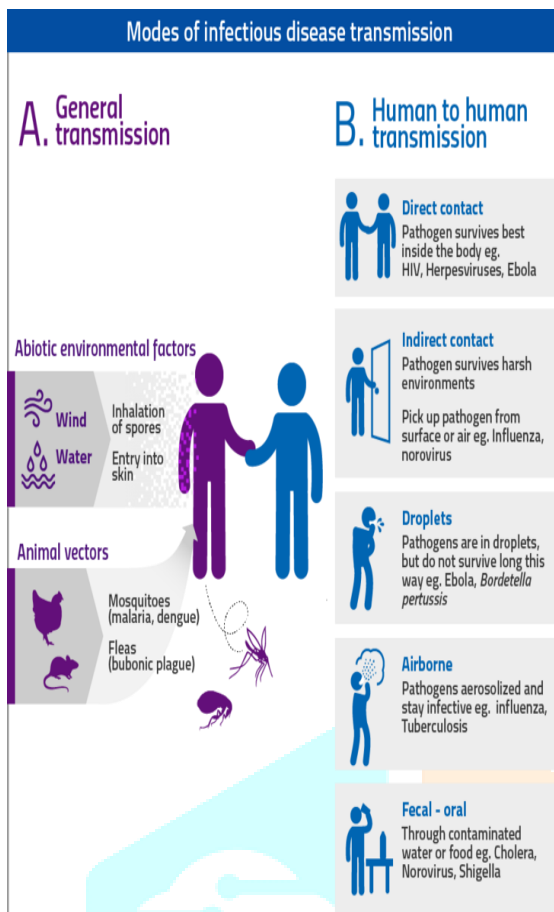 Modes of infectious disease transmission
A. General
transmission
Abiotic environmental factors
Wind
Water
Inhalation
of spores
Entry into
skin
Animal vectors
Mosquitoes
(malaria, dengue)
Fleas
(bubonic plague)
B. Human to human
transmission
Direct contact
Pathogen survives best
inside the body eg.
HIV, Herpesviruses, Ebola
Indirect contact
Pathogen survives harsh
environments
Pick up pathogen from
surface or air eg. Influenza,
norovirus
Droplets
Pathogens are in droplets,
but do not survive long this
way eg. Ebola, Bordetella
pertussis
Airborne
Pathogens aerosolized and
stay infective eg. influenza,
Tuberculosis
Fecal - oral
Through contaminated
water or food eg. Cholera,
Norovirus, Shigella